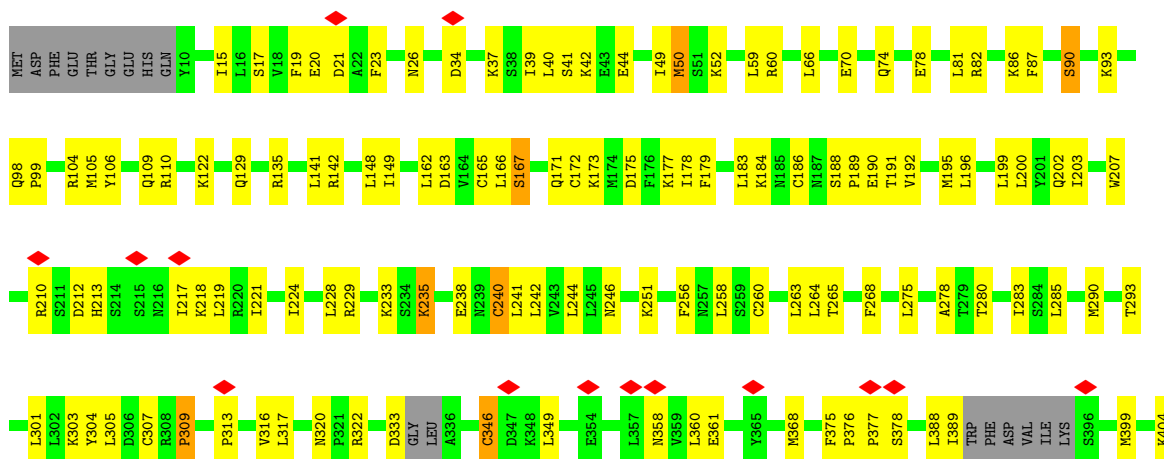 MET ASP PHE GLU THR GLY GLU HIS GLN Y10 I15 L16 S17 V18 F19 E20 D21 A22 F23 N26 D34 K37 S38 I39 L40 S41 K42 E43 E44 I49 M50 S51 K52 L59 R60 L66 E70 Q74 E78 L81 R82 K86 F87 S90 K93
Q98 P99 R104 M105 Y106 Q109 R110 K122 Q129 R135 L141 R142 L148 I149 L162 D163 V164 C165 L166 S167 Q171 C172 K173 M174 D175 F176 K177 I178 F179 L183 K184 N185 C186 N187 S188 P189 E190 T191 V192 M195 L196 L199 L200 Y201 Q202 I203 W207
R210 S211 D212 H213 S214 S215 N216 I217 K218 L219 R220 I221 I224 L228 R229 K233 S234 K235 E238 N239 C240 L241 L242 V243 L244 L245 N246 K251 F256 N257 L258 S259 C260 L263 L264 T265 F268 L275 A278 T279 T280 I283 S284 L285 M290 T293
L301 L302 K303 Y304 L305 D306 C307 R308 P309 P313 V316 L317 N320 P321 R322 D333 GLY LEU A336 C346 D347 K348 L349 E354 L357 N358 V359 L360 E361 Y365 M368 F375 P376 P377 S378 L388 I389 TRP PHE ASP VAL ILE LYS S396 M399 K404